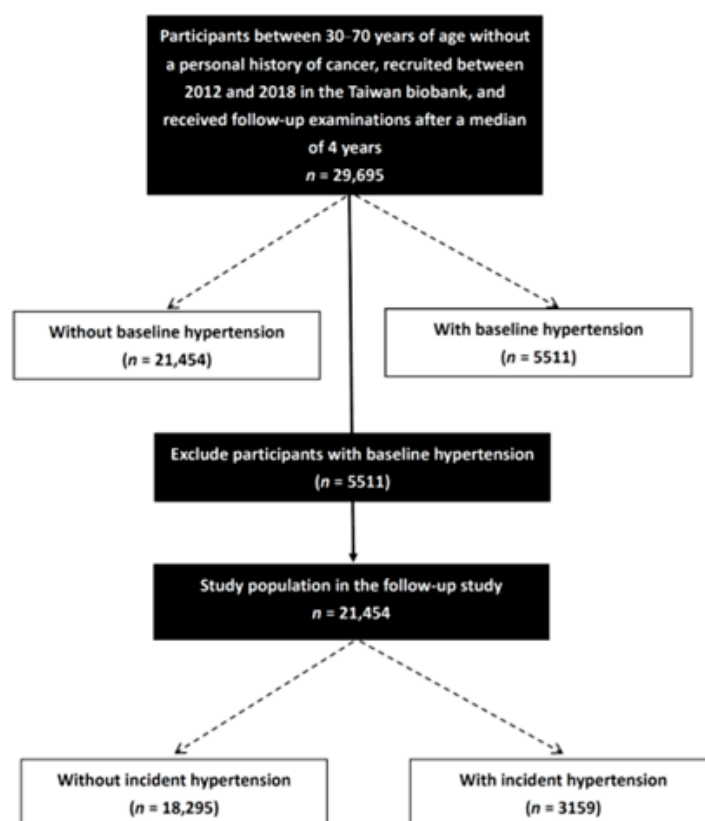 Participants between 30–70 years of age without
a personal history of cancer, recruited between
2012 and 2018 in the Taiwan biobank, and
received follow-up examinations after a median
of 4 years
n = 29,695
Without baseline hypertension
(n = 21,454)
With baseline hypertension
(n = 5511)
Exclude participants with baseline hypertension
(n = 5511)
Study population in the follow-up study
n = 21,454
Without incident hypertension
(n = 18,295)
With incident hypertension
(n = 3159)